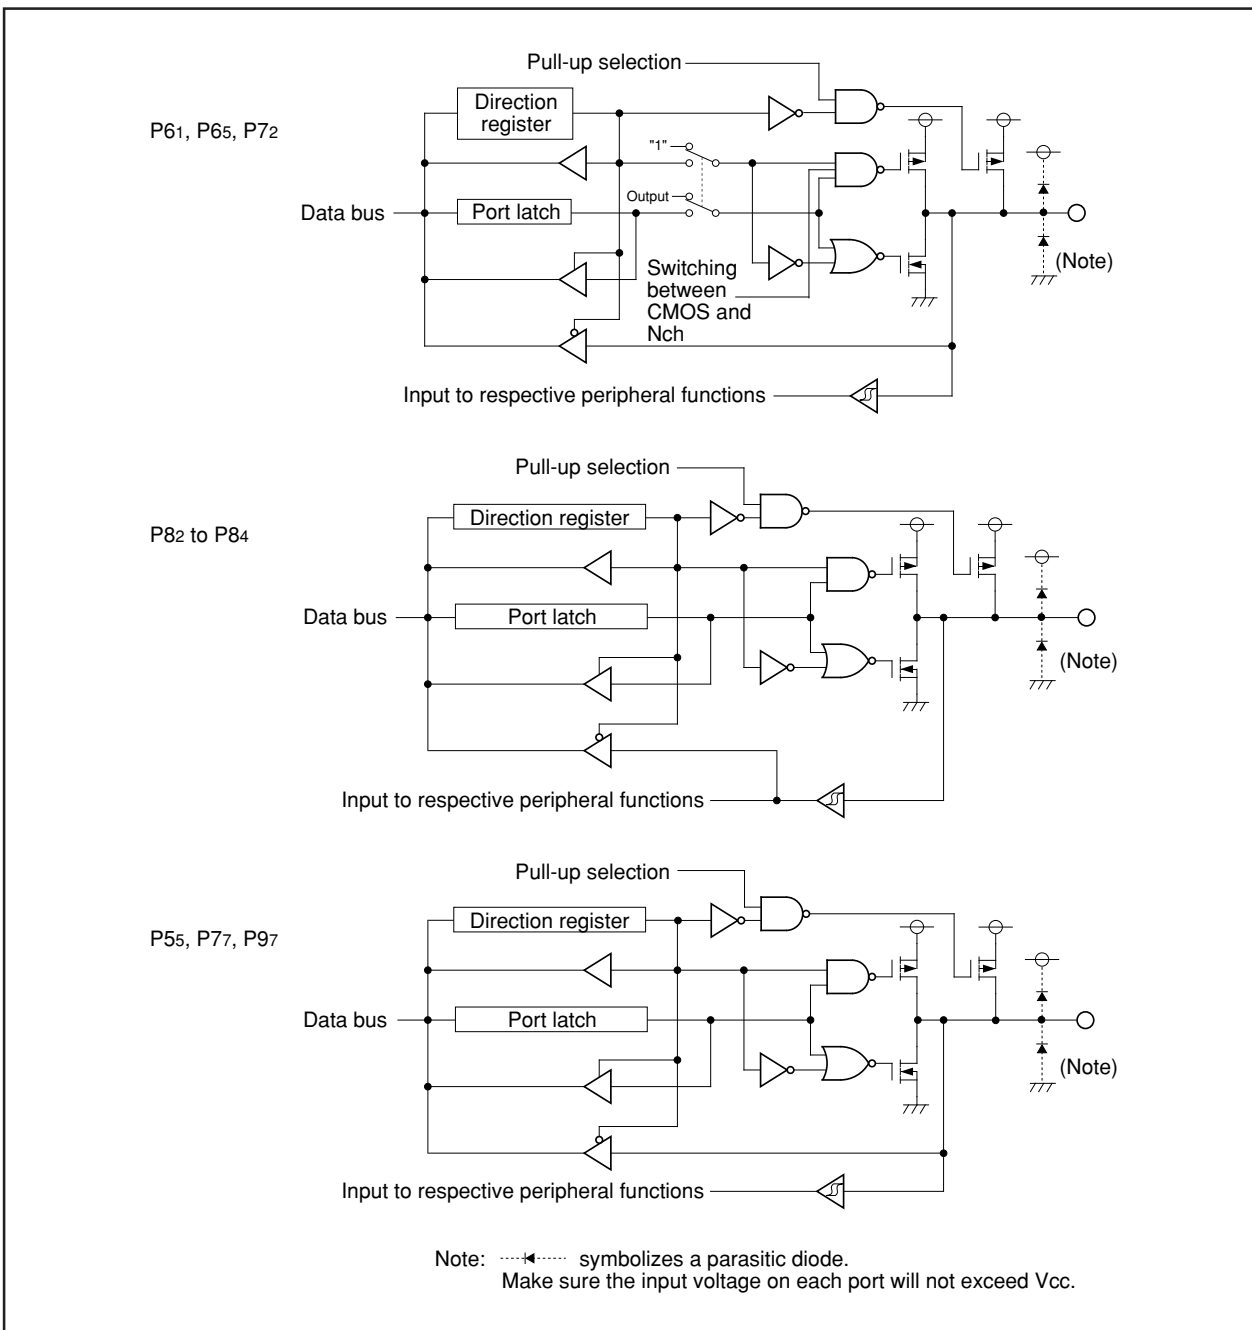 Pull-up selection
Direction
register
P61, P65, P72
"1"
Output
Data bus
Port latch
(Note)
Switching
between
CMOS and
Nch
Input to respective peripheral functions
Pull-up selection
Direction register
P82 to P84
Data bus
Port latch
(Note)
Input to respective peripheral functions
Pull-up selection
Direction register
P55, P77, P97
Data bus
Port latch
(Note)
Input to respective peripheral functions
Note: symbolizes a parasitic diode.
Make sure the input voltage on each port will not exceed Vcc.